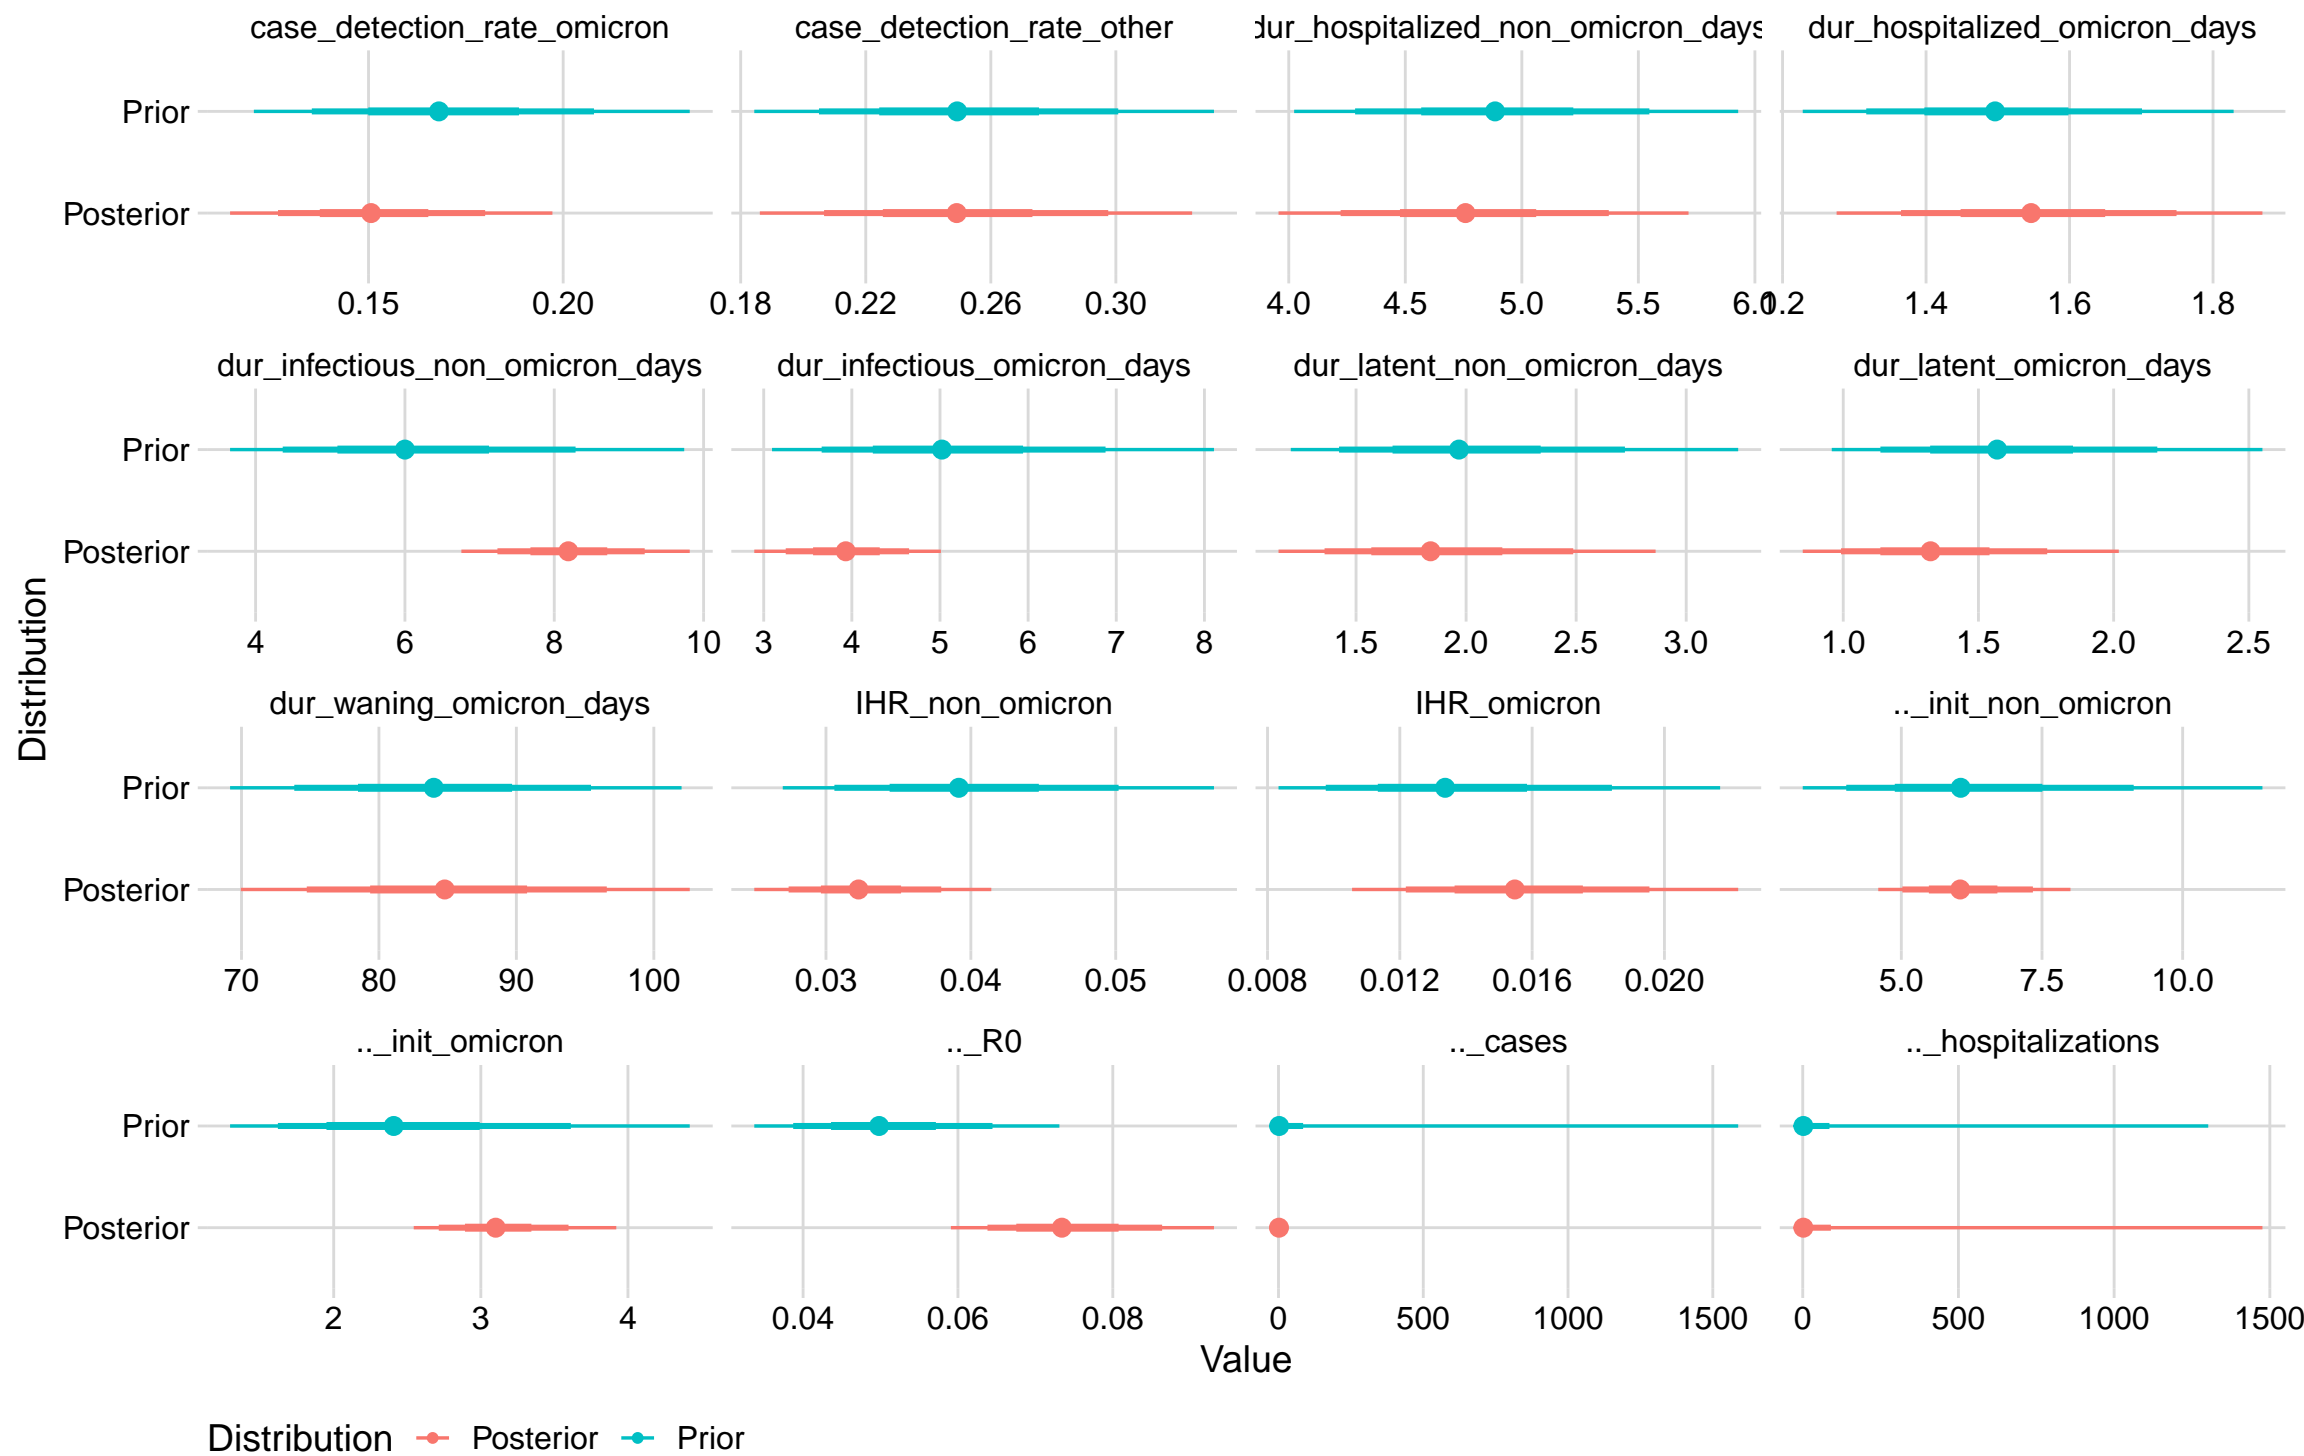 case_detection_rate_omicron
case_detection_rate_other
dur_hospitalized_non_omicron_days
dur_hospitalized_omicron_days
Prior
Posterior
0.15 0.20
0.18 0.22 0.26 0.30
4.0 4.5 5.0 5.5 6.0
1.2 1.4 1.6 1.8
dur_infectious_non_omicron_days
dur_infectious_omicron_days
dur_latent_non_omicron_days
dur_latent_omicron_days
Prior
Posterior
4 6 8 10
3 4 5 6 7 8
1.5 2.0 2.5 3.0
1.0 1.5 2.0 2.5
Distribution
dur_waning_omicron_days
IHR_non_omicron
IHR_omicron
.._init_non_omicron
Prior
Posterior
70 80 90 100
0.03 0.04 0.05
0.008 0.012 0.016 0.020
5.0 7.5 10.0
.._init_omicron
.._R0
.._cases
.._hospitalizations
Prior
Posterior
2 3 4
0.04 0.06 0.08
0 500 1000 1500
0 500 1000 1500
Value
Distribution Posterior Prior